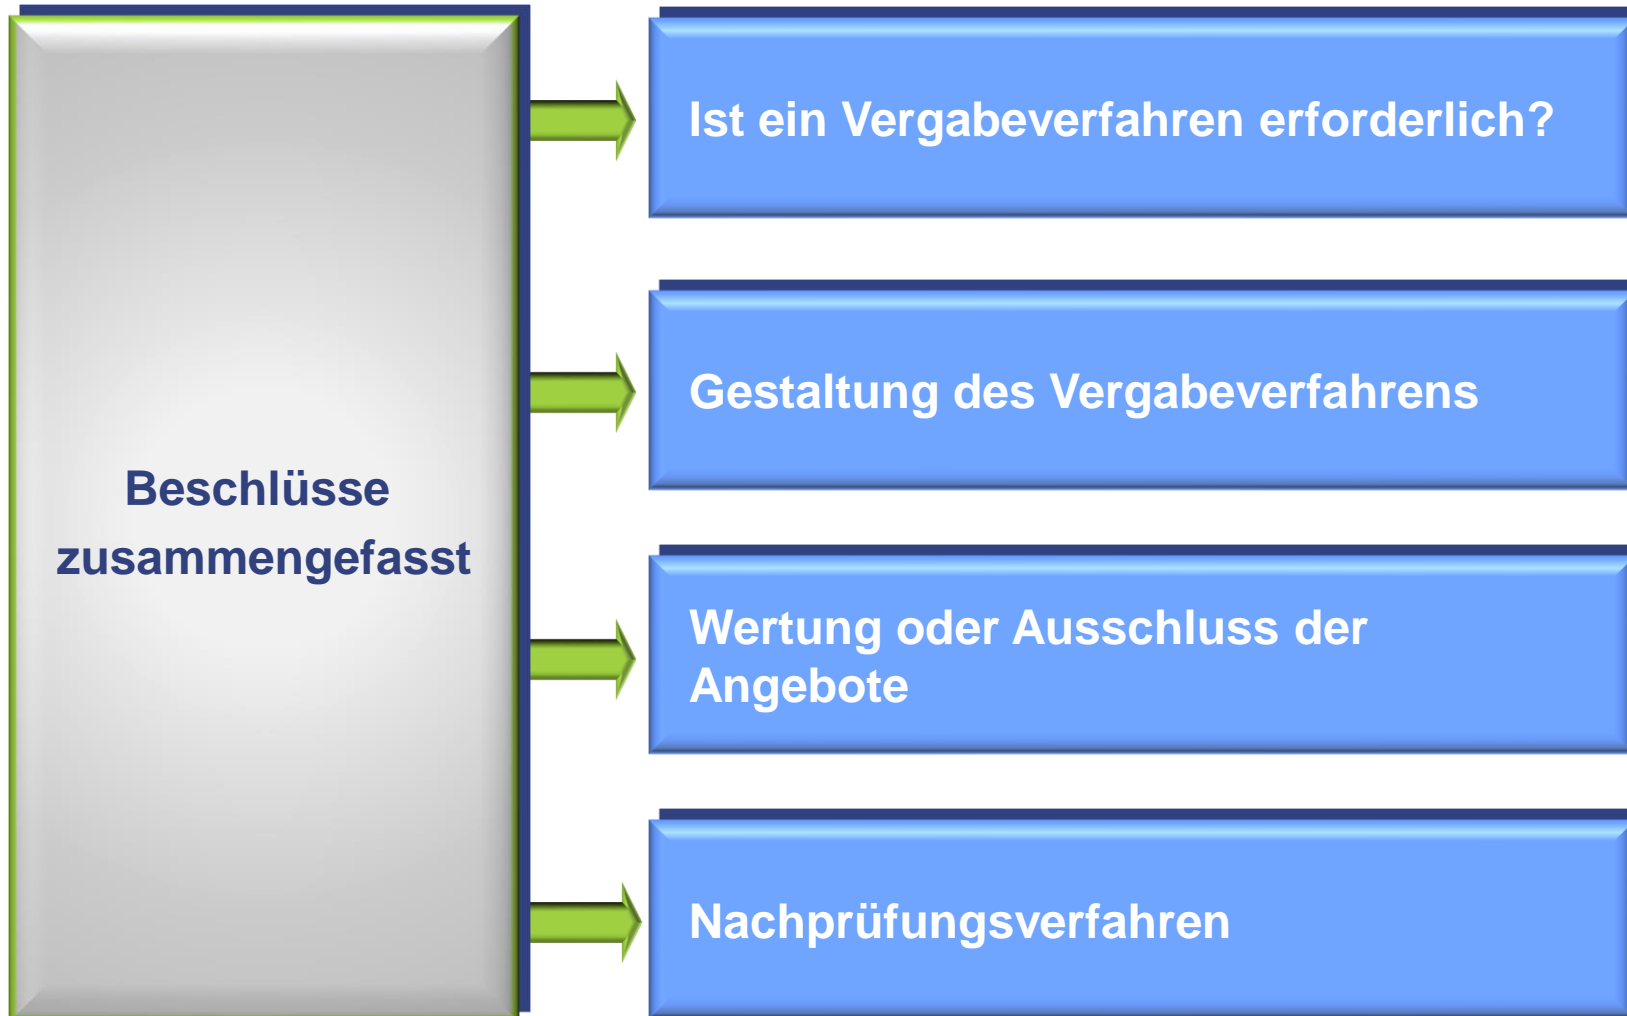 Beschlüsse
zusammengefasst
Ist ein Vergabeverfahren erforderlich?
Gestaltung des Vergabeverfahrens
Wertung oder Ausschluss der
Angebote
Nachprüfungsverfahren